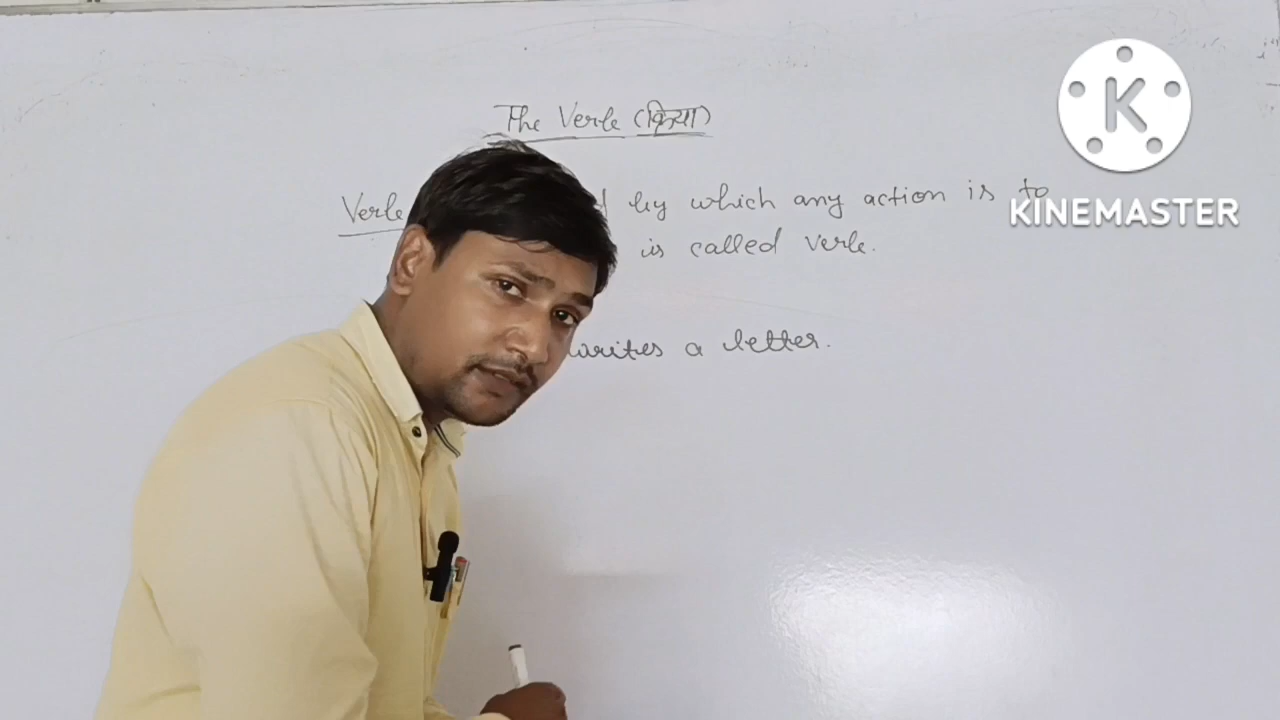 The Verb (क्रिया)
Verb by which any action is to
is called verb.
writes a letter.
KINEMASTER